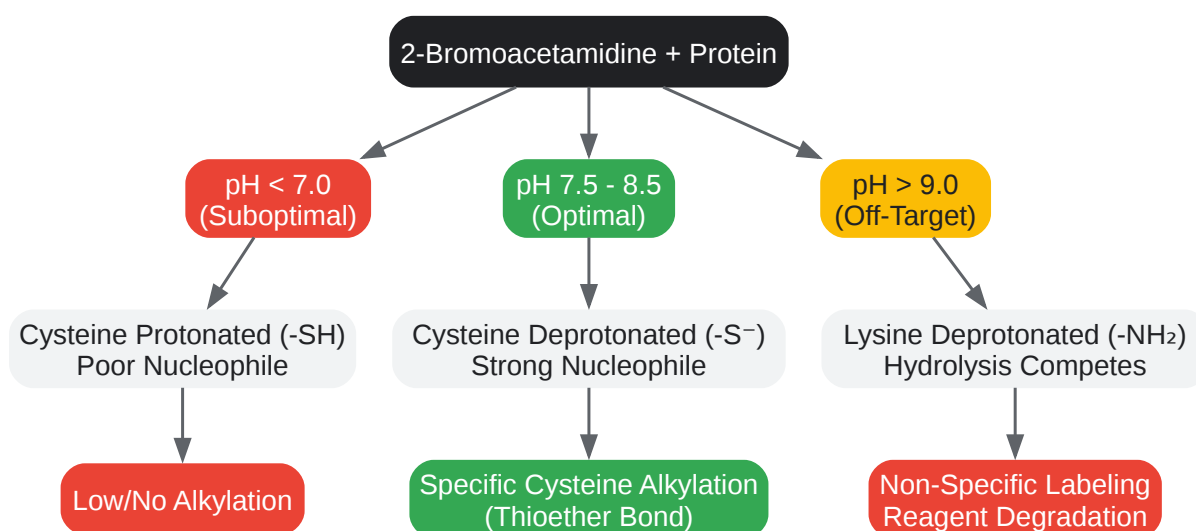 2-Bromoacetamidine + Protein
pH < 7.0
(Suboptimal)
pH 7.5 - 8.5
(Optimal)
pH > 9.0
(Off-Target)
Cysteine Protonated (-SH)
Poor Nucleophile
Cysteine Deprotonated (-S⁻)
Strong Nucleophile
Lysine Deprotonated (-NH₂)
Hydrolysis Competes
Low/No Alkylation
Specific Cysteine Alkylation
(Thioether Bond)
Non-Specific Labeling
Reagent Degradation